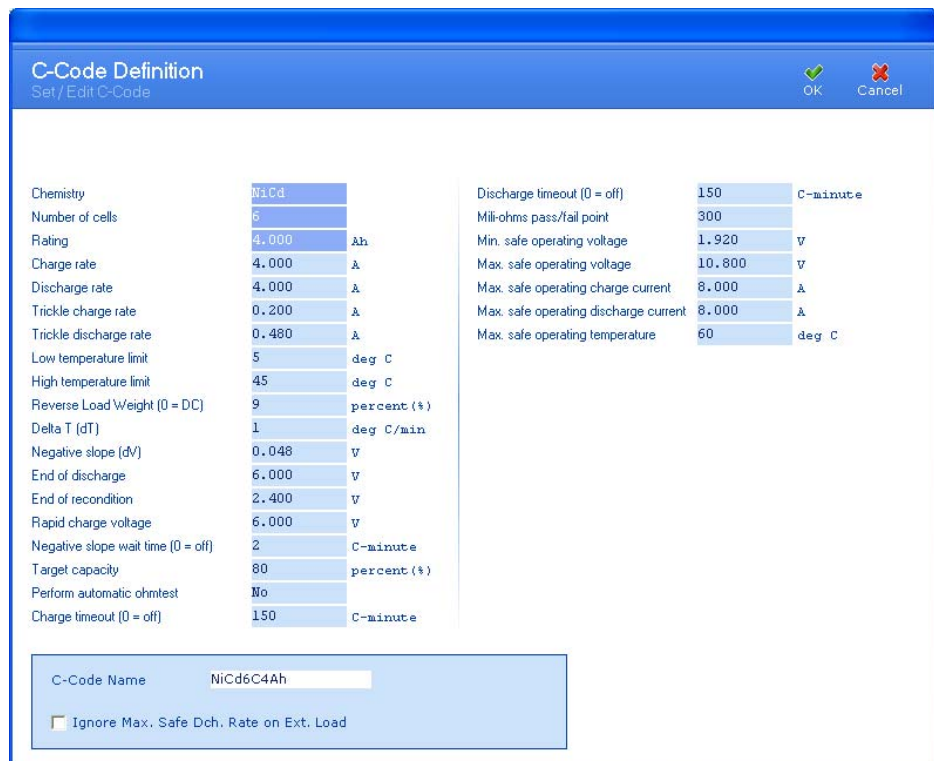 C-Code Definition
Set / Edit C-Code
OK
Cancel
Chemistry NiCd
Number of cells 6
Rating 4.000 Ah
Charge rate 4.000 A
Discharge rate 4.000 A
Trickle charge rate 0.200 A
Trickle discharge rate 0.480 A
Low temperature limit 5 deg C
High temperature limit 45 deg C
Reverse Load Weight (0 = DC) 9 percent(%)
Delta T (dT) 1 deg C/min
Negative slope (dV) 0.048 V
End of discharge 6.000 V
End of recondition 2.400 V
Rapid charge voltage 6.000 V
Negative slope wait time (0 = off) 2 C-minute
Target capacity 80 percent(%)
Perform automatic ohmtest No
Charge timeout (0 = off) 150 C-minute
Discharge timeout (0 = off) 150 C-minute
Mili-ohms pass/fail point 300
Min. safe operating voltage 1.920 V
Max. safe operating voltage 10.800 V
Max. safe operating charge current 8.000 A
Max. safe operating discharge current 8.000 A
Max. safe operating temperature 60 deg C
C-Code Name NiCd6C4Ah
Ignore Max. Safe Dch. Rate on Ext. Load